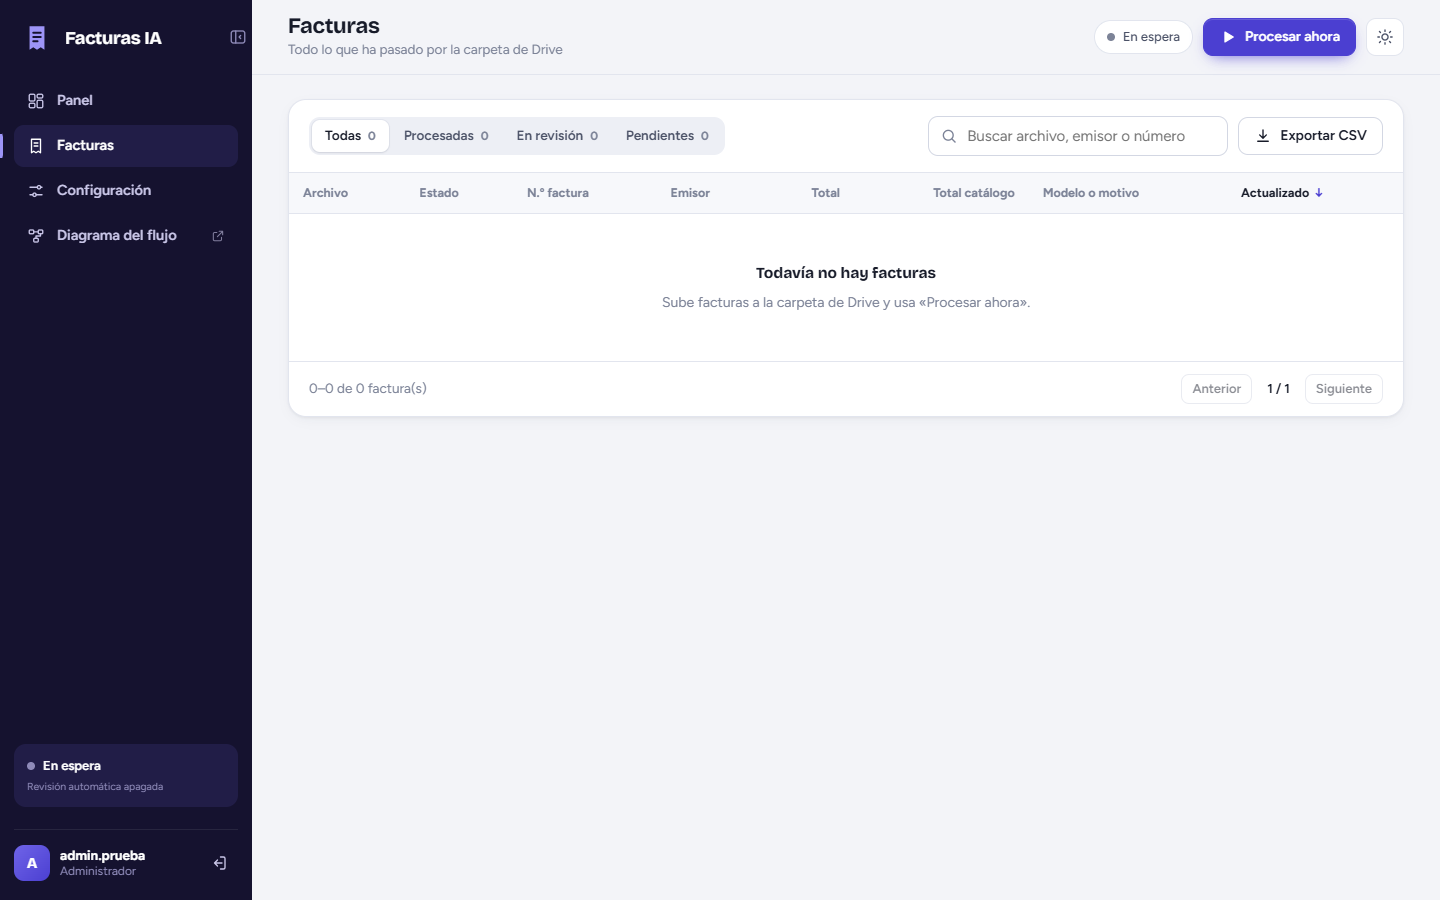 Facturas IA
Panel
Facturas
Configuración
Diagrama del flujo
En espera
Revisión automática apagada
A
admin.prueba
Administrador
Facturas
Todo lo que ha pasado por la carpeta de Drive
En espera
Procesar ahora
Todas 0 Procesadas 0 En revisión 0 Pendientes 0
Buscar archivo, emisor o número
Exportar CSV
Archivo Estado N.º factura Emisor Total Total catálogo Modelo o motivo Actualizado ↓
Todavía no hay facturas
Sube facturas a la carpeta de Drive y usa «Procesar ahora».
0–0 de 0 factura(s)
Anterior 1 / 1 Siguiente